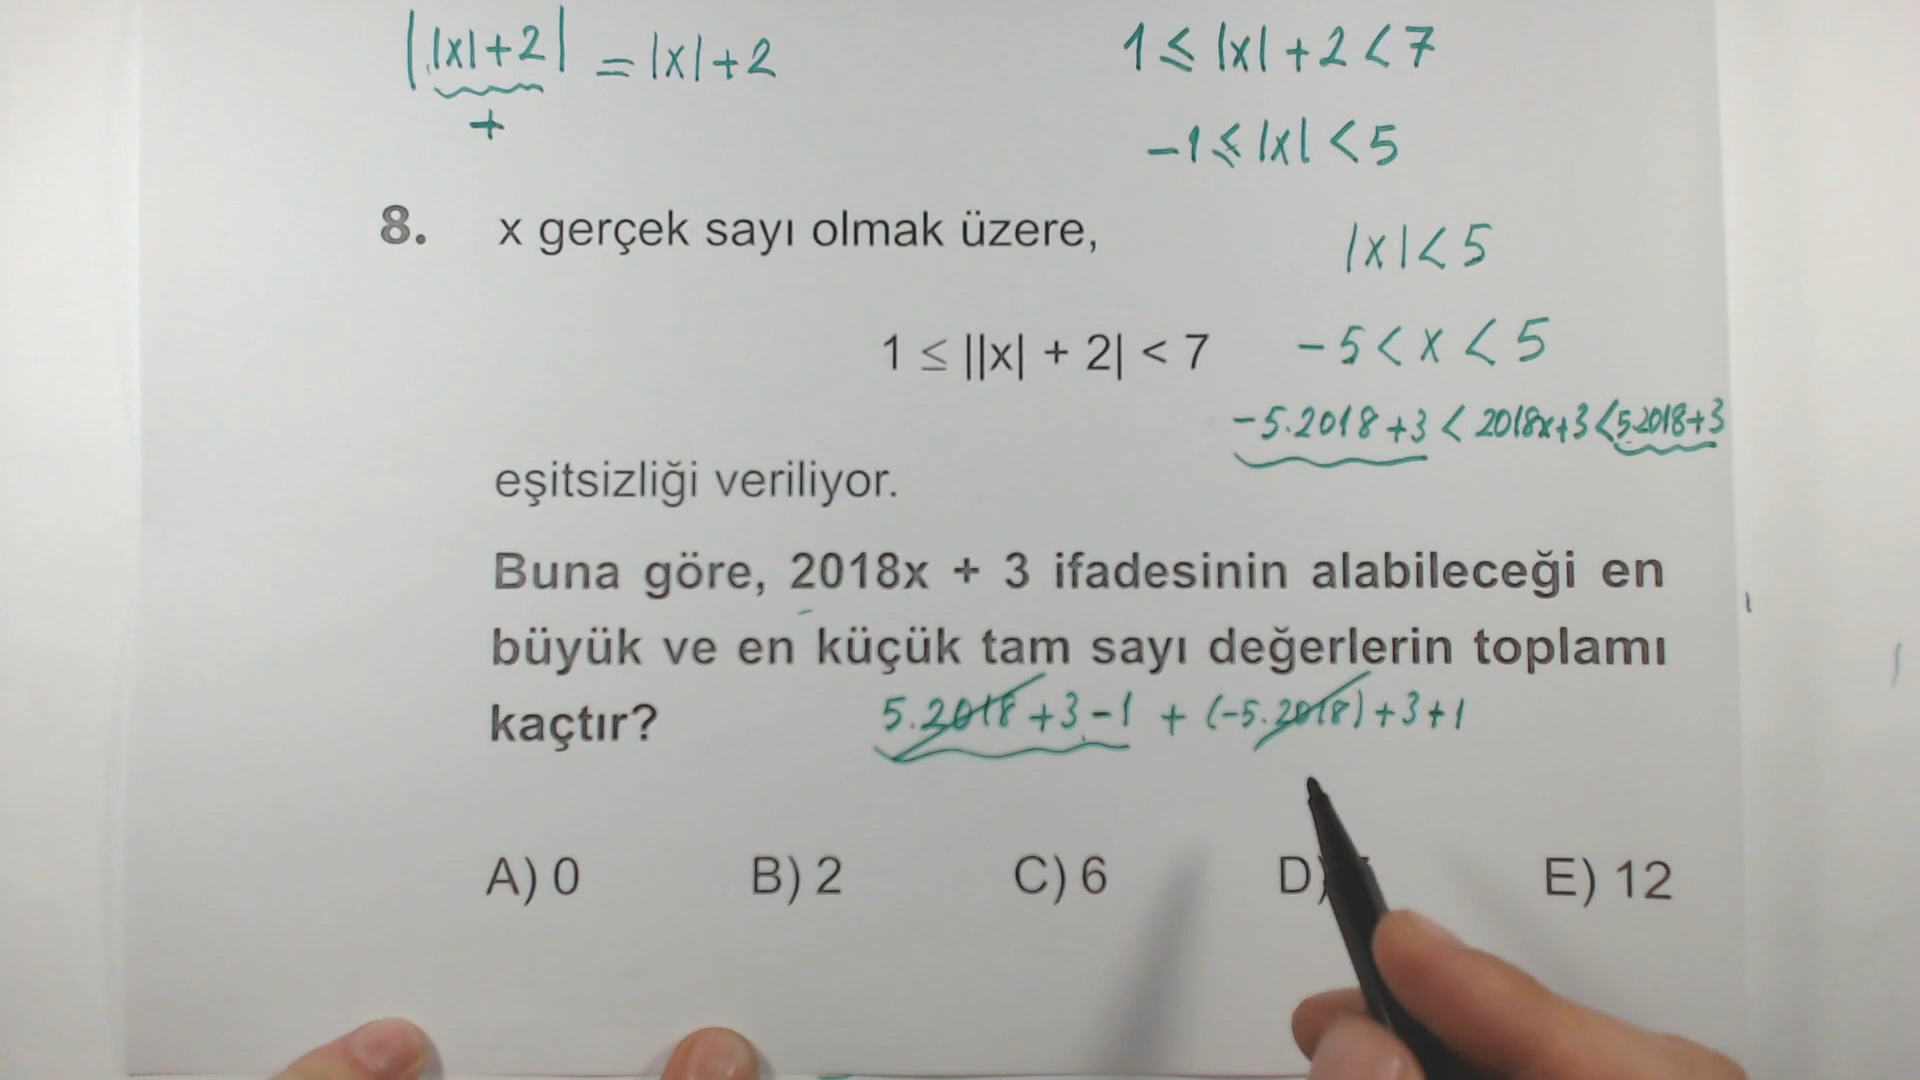 ||x|+2| = |x|+2
+
1 ≤ |x| + 2 < 7
-1 ≤ |x| < 5
8. x gerçek sayı olmak üzere,
|x| < 5
1 ≤ ||x| + 2| < 7
-5 < x < 5
-5.2018+3 < 2018x+3 < 5.2018+3
eşitsizliği veriliyor.
Buna göre, 2018x + 3 ifadesinin alabileceği en
büyük ve en küçük tam sayı değerlerin toplamı
kaçtır?
5.2018 +3-1 + (-5.2018)+3+1
A) 0 B) 2 C) 6 D) E) 12